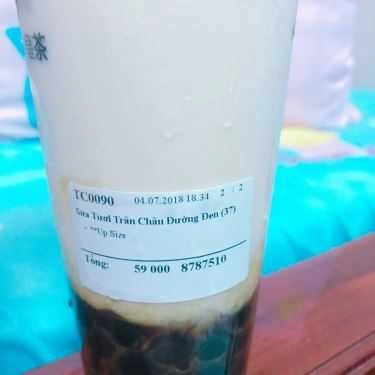 茶
TC0090 04.07.2018 18.34 2 : 2
Sữa Tươi Trân Châu Đường Đen (37)
- **Up Size
Tổng: 59 000 8787510